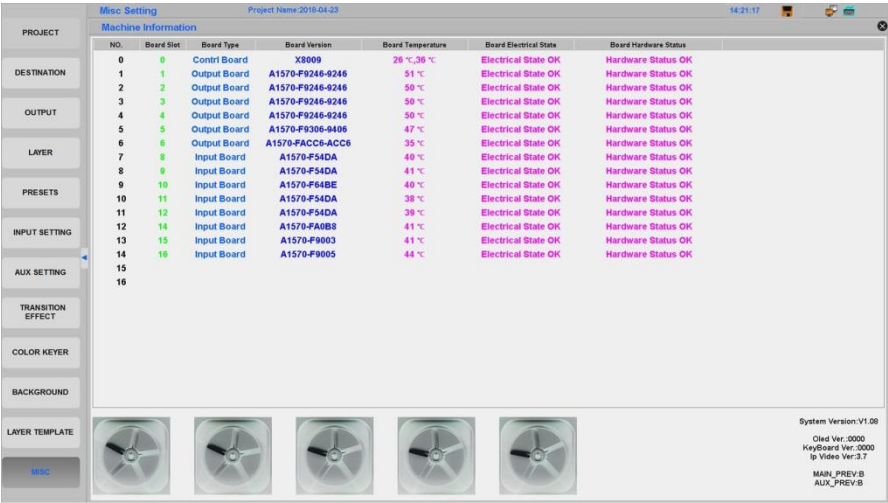 Misc Setting Project Name:2018-04-23 14:21:17
Machine Information
NO. Board Slot Board Type Board Version Board Temperature Board Electrical State Board Hardware Status
0 0 Contrl Board X8009 26 ℃,36 ℃ Electrical State OK Hardware Status OK
1 1 Output Board A1570-F9246-9246 51 ℃ Electrical State OK Hardware Status OK
2 2 Output Board A1570-F9246-9246 50 ℃ Electrical State OK Hardware Status OK
3 3 Output Board A1570-F9246-9246 50 ℃ Electrical State OK Hardware Status OK
4 4 Output Board A1570-F9246-9246 50 ℃ Electrical State OK Hardware Status OK
5 5 Output Board A1570-F9306-9406 47 ℃ Electrical State OK Hardware Status OK
6 6 Output Board A1570-FACC6-ACC6 35 ℃ Electrical State OK Hardware Status OK
7 8 Input Board A1570-F54DA 40 ℃ Electrical State OK Hardware Status OK
8 9 Input Board A1570-F54DA 41 ℃ Electrical State OK Hardware Status OK
9 10 Input Board A1570-F64BE 40 ℃ Electrical State OK Hardware Status OK
10 11 Input Board A1570-F54DA 38 ℃ Electrical State OK Hardware Status OK
11 12 Input Board A1570-F54DA 39 ℃ Electrical State OK Hardware Status OK
12 14 Input Board A1570-FA0B8 41 ℃ Electrical State OK Hardware Status OK
13 15 Input Board A1570-F9003 41 ℃ Electrical State OK Hardware Status OK
14 16 Input Board A1570-F9005 44 ℃ Electrical State OK Hardware Status OK
15
16
PROJECT
DESTINATION
OUTPUT
LAYER
PRESETS
INPUT SETTING
AUX SETTING
TRANSITION
EFFECT
COLOR KEYER
BACKGROUND
LAYER TEMPLATE
MISC
System Version:V1.08
Oled Ver.:0000
KeyBoard Ver.:0000
Ip Video Ver:3.7
MAIN_PREV:B
AUX_PREV:B